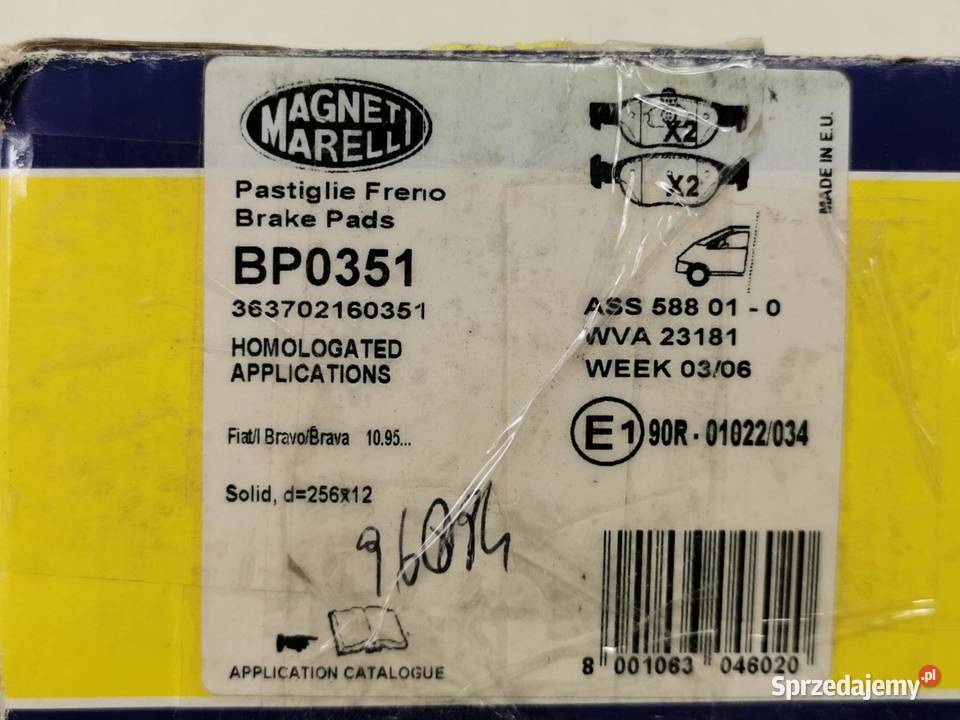 MAGNETI
MARELLI
Pastiglie Freno
Brake Pads
BP0351
363702160351
HOMOLOGATED
APPLICATIONS
Fiat/I Bravo/Brava 10.95...
Solid, d=256x12
APPLICATION CATALOGUE
X2
X2
MADE IN E.U.
ASS 588 01 - 0
WVA 23181
WEEK 03/06
E1 90R - 01022/034
8 001063 046020
Sprzedajemy.pl